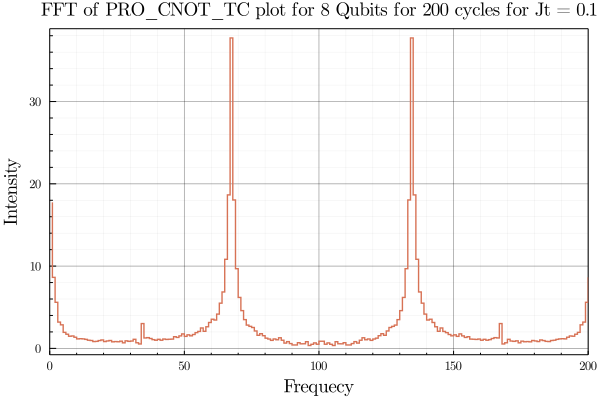 FFT of PRO_CNOT_TC plot for 8 Qubits for 200 cycles for Jt = 0.1
Intensity
30
20
10
0
0 50 100 150 200
Frequecy